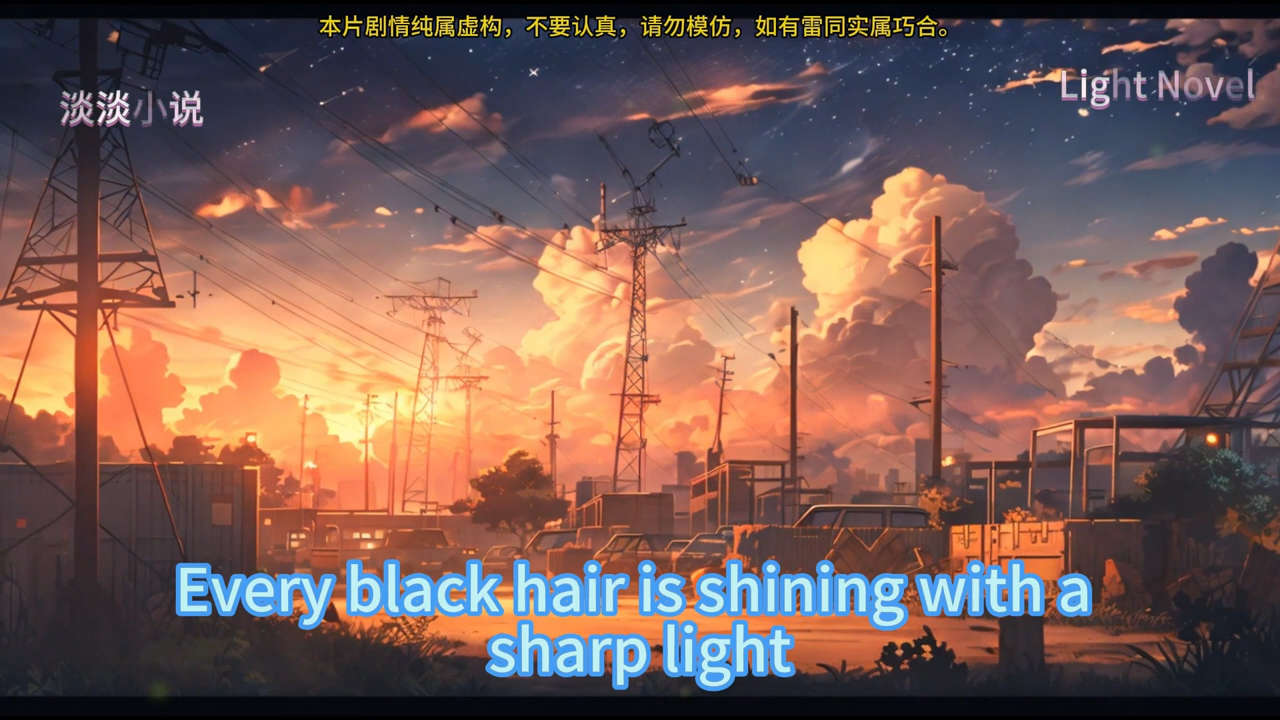 本片剧情纯属虚构，不要认真，请勿模仿，如有雷同实属巧合。
淡淡小说
Light Novel
Every black hair is shining with a
sharp light